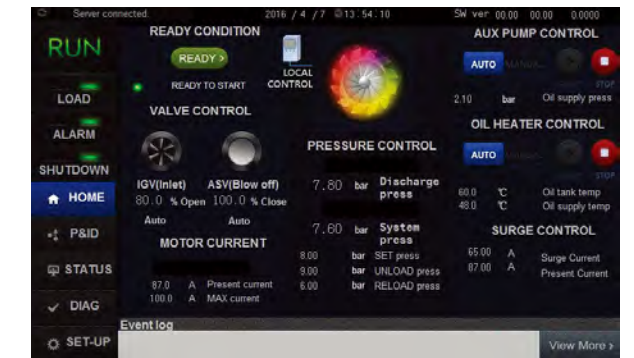 Server connected.
2016 / 4 / 7 13:54:10
SW ver 00.00 00.00 0.0000
RUN
LOAD
ALARM
SHUTDOWN
HOME
P&ID
STATUS
DIAG
SET-UP
READY CONDITION
READY >
READY TO START
LOCAL
CONTROL
VALVE CONTROL
IGV(Inlet) ASV(Blow off)
80.0 % Open 100.0 % Close
Auto Auto
MOTOR CURRENT
87.0 A Present current
100.0 A MAX current
PRESSURE CONTROL
7.80 bar Discharge
press
7.60 bar System
press
8.00 bar SET press
9.00 bar UNLOAD press
6.00 bar RELOAD press
AUX PUMP CONTROL
AUTO
STOP
2.10 bar Oil supply press
OIL HEATER CONTROL
AUTO
STOP
60.0 ℃ Oil tank temp
48.0 ℃ Oil supply temp
SURGE CONTROL
65.00 A Surge Current
87.00 A Present Current
Event log
View More >